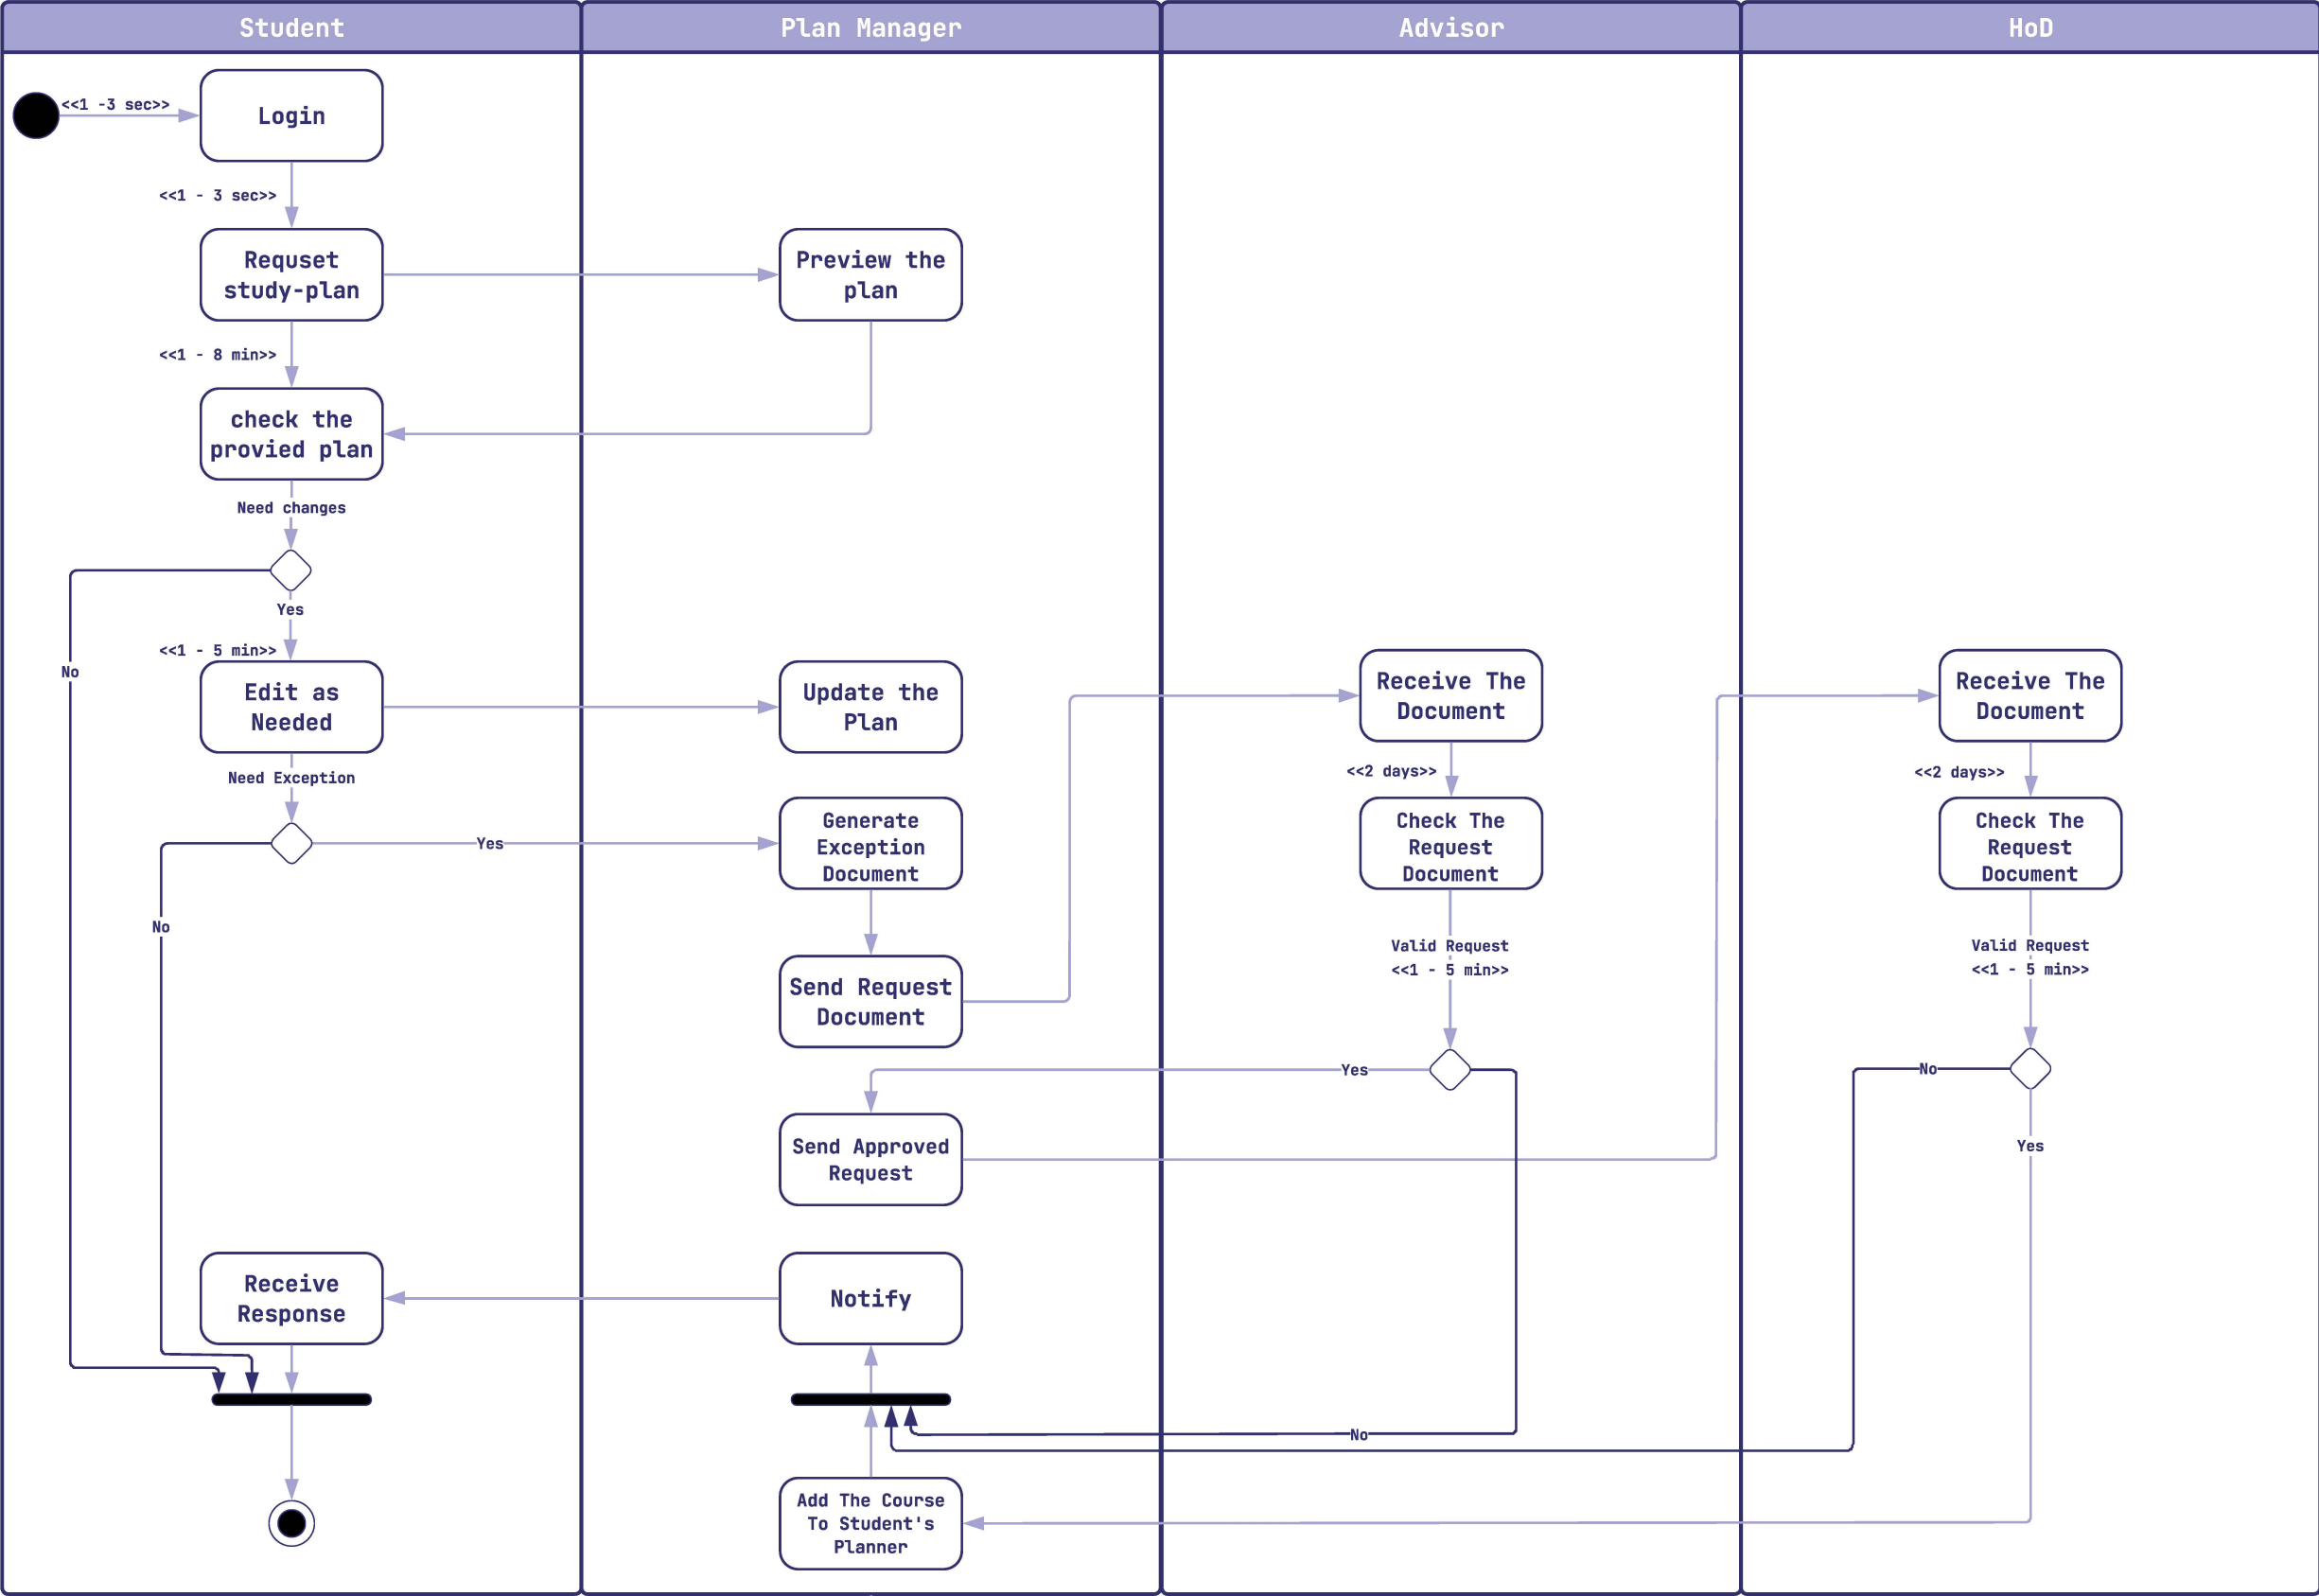 Student
Plan Manager
Advisor
HoD
<<1 -3 sec>>
Login
<<1 - 3 sec>>
Requset
study-plan
Preview the
plan
<<1 - 8 min>>
check the
provied plan
Need changes
Yes
No
<<1 - 5 min>>
Edit as
Needed
Update the
Plan
Receive The
Document
Receive The
Document
Need Exception
<<2 days>>
<<2 days>>
Yes
No
Generate
Exception
Document
Check The
Request
Document
Check The
Request
Document
Send Request
Document
Valid Request
<<1 - 5 min>>
Valid Request
<<1 - 5 min>>
Yes
No
Yes
Send Approved
Request
Receive
Response
Notify
No
Add The Course
To Student's
Planner